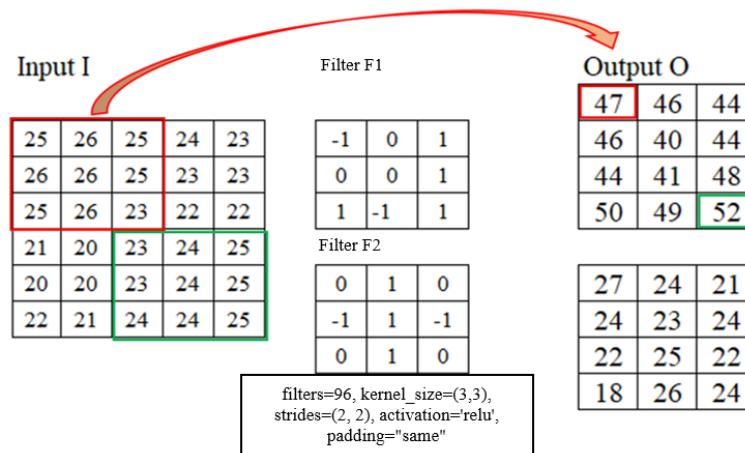 Input I
Filter F1
Output O
25 26 25 24 23
26 26 25 23 23
25 26 23 22 22
21 20 23 24 25
20 20 23 24 25
22 21 24 24 25
-1 0 1
0 0 1
1 -1 1
Filter F2
0 1 0
-1 1 -1
0 1 0
47 46 44
46 40 44
44 41 48
50 49 52
27 24 21
24 23 24
22 25 22
18 26 24
filters=96, kernel_size=(3,3),
strides=(2, 2), activation='relu',
padding="same"